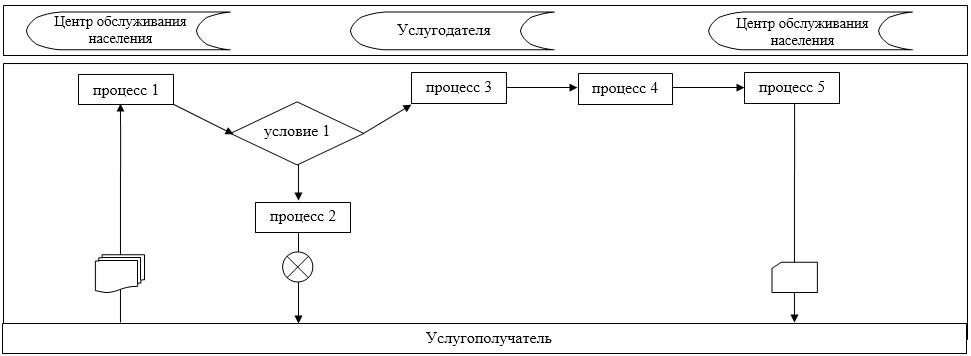 Центр обслуживания
населения
Услугодателя
Центр обслуживания
населения
процесс 1
процесс 3
процесс 4
процесс 5
условие 1
процесс 2
Услугополучатель